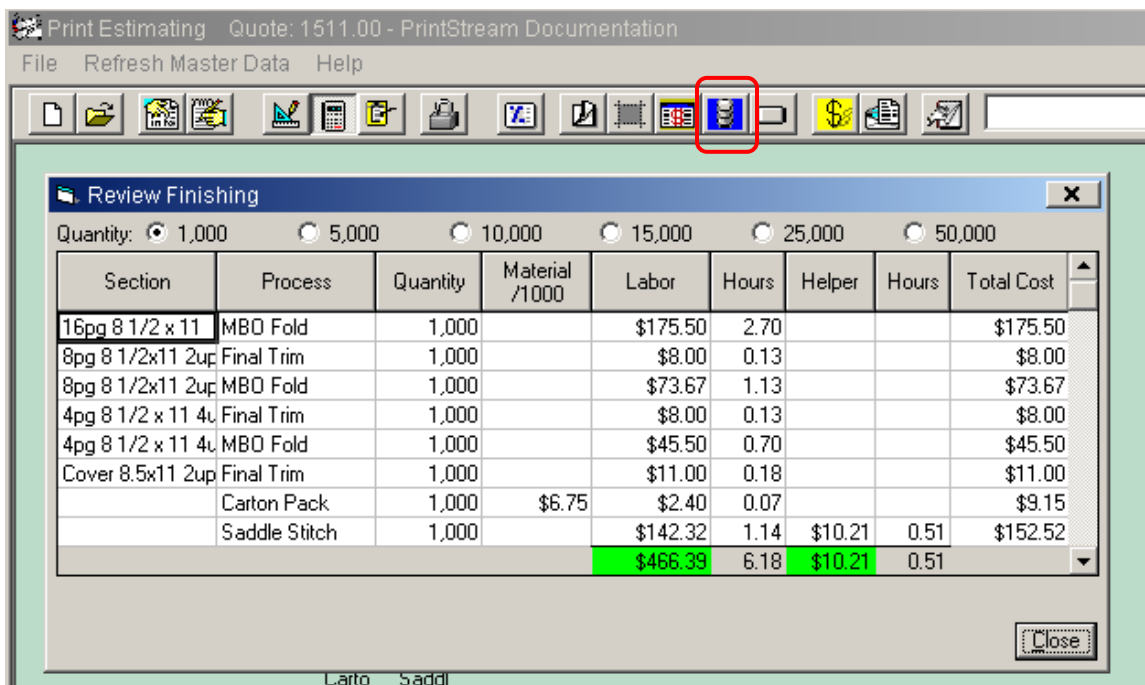 Print Estimating Quote: 1511.00 - PrintStream Documentation
File Refresh Master Data Help
Review Finishing
Quantity: 1,000 5,000 10,000 15,000 25,000 50,000
Section Process Quantity Material /1000 Labor Hours Helper Hours Total Cost
16pg 8 1/2 x 11 MBO Fold 1,000 $175.50 2.70 $175.50
8pg 8 1/2x11 2up Final Trim 1,000 $8.00 0.13 $8.00
8pg 8 1/2x11 2up MBO Fold 1,000 $73.67 1.13 $73.67
4pg 8 1/2 x 11 4u Final Trim 1,000 $8.00 0.13 $8.00
4pg 8 1/2 x 11 4u MBO Fold 1,000 $45.50 0.70 $45.50
Cover 8.5x11 2up Final Trim 1,000 $11.00 0.18 $11.00
Carton Pack 1,000 $6.75 $2.40 0.07 $9.15
Saddle Stitch 1,000 $142.32 1.14 $10.21 0.51 $152.52
$466.39 6.18 $10.21 0.51
Close
Carto Saddl